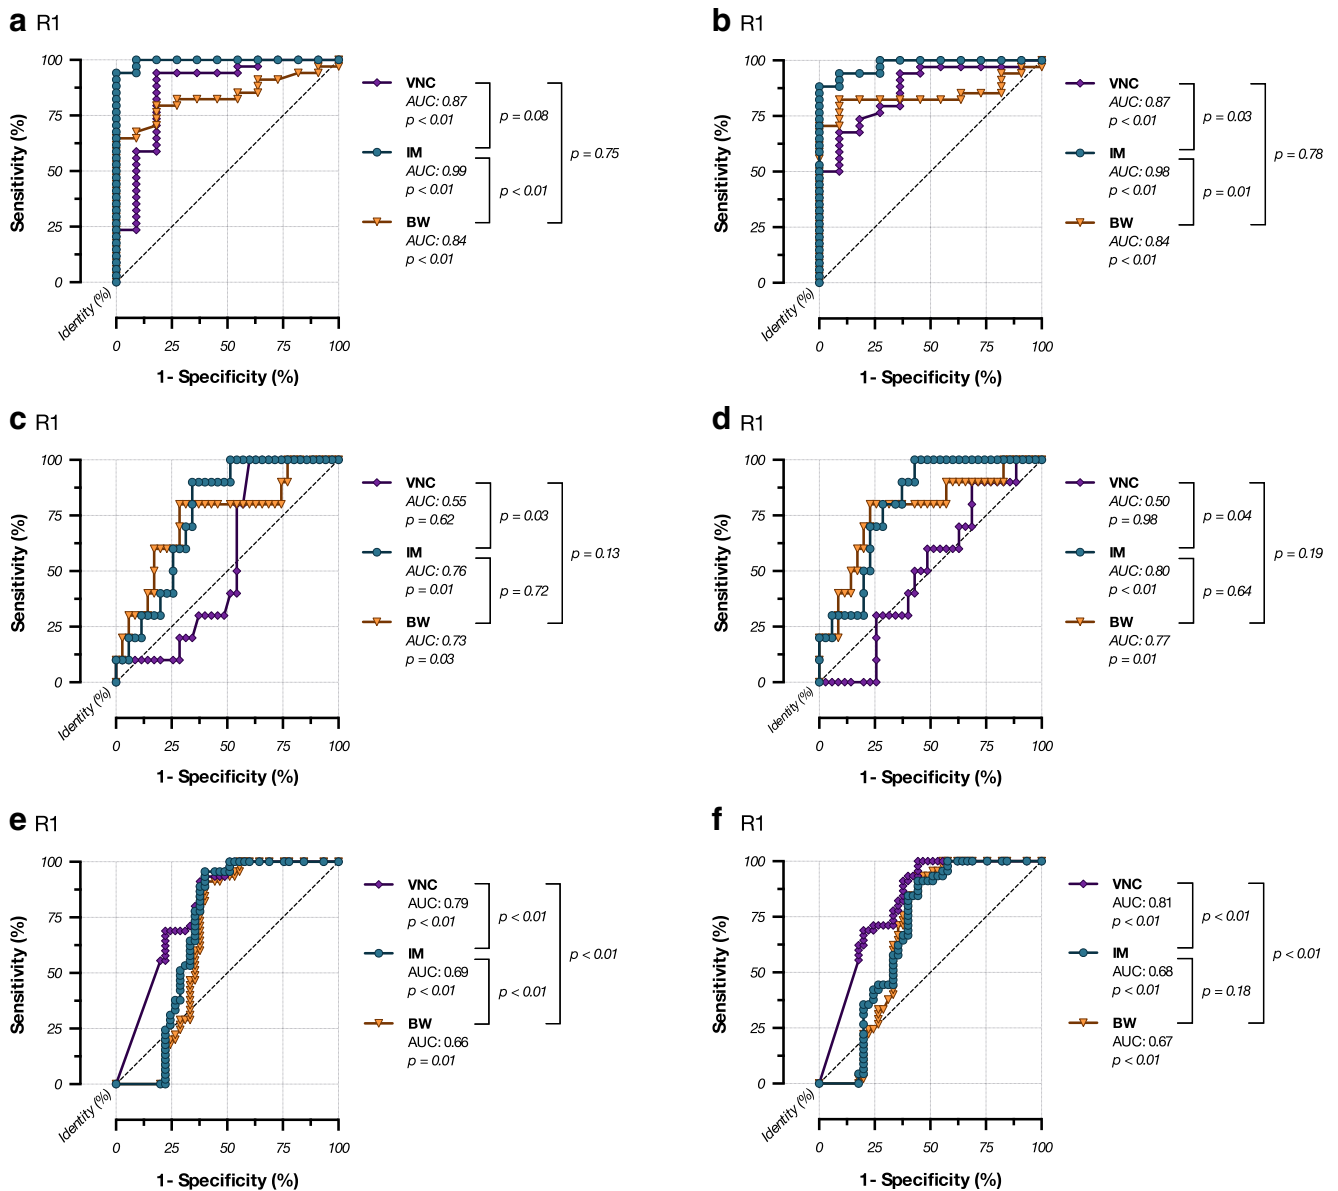 a R1
100
75
50
25
0
Sensitivity (%)
Identity (%)
0 25 50 75 100
1- Specificity (%)
VNC
AUC: 0.87
p < 0.01
IM
AUC: 0.99
p < 0.01
BW
AUC: 0.84
p < 0.01
p = 0.08
p < 0.01
p = 0.75
b R1
100
75
50
25
0
Sensitivity (%)
Identity (%)
0 25 50 75 100
1- Specificity (%)
VNC
AUC: 0.87
p < 0.01
IM
AUC: 0.98
p < 0.01
BW
AUC: 0.84
p < 0.01
p = 0.03
p = 0.01
p = 0.78
c R1
100
75
50
25
0
Sensitivity (%)
Identity (%)
0 25 50 75 100
1- Specificity (%)
VNC
AUC: 0.55
p = 0.62
IM
AUC: 0.76
p = 0.01
BW
AUC: 0.73
p = 0.03
p = 0.03
p = 0.72
p = 0.13
d R1
100
75
50
25
0
Sensitivity (%)
Identity (%)
0 25 50 75 100
1- Specificity (%)
VNC
AUC: 0.50
p = 0.98
IM
AUC: 0.80
p < 0.01
BW
AUC: 0.77
p = 0.01
p = 0.04
p = 0.64
p = 0.19
e R1
100
75
50
25
0
Sensitivity (%)
Identity (%)
0 25 50 75 100
1- Specificity (%)
VNC
AUC: 0.79
p < 0.01
IM
AUC: 0.69
p < 0.01
BW
AUC: 0.66
p = 0.01
p < 0.01
p < 0.01
p < 0.01
f R1
100
75
50
25
0
Sensitivity (%)
Identity (%)
0 25 50 75 100
1- Specificity (%)
VNC
AUC: 0.81
p < 0.01
IM
AUC: 0.68
p < 0.01
BW
AUC: 0.67
p < 0.01
p < 0.01
p = 0.18
p < 0.01